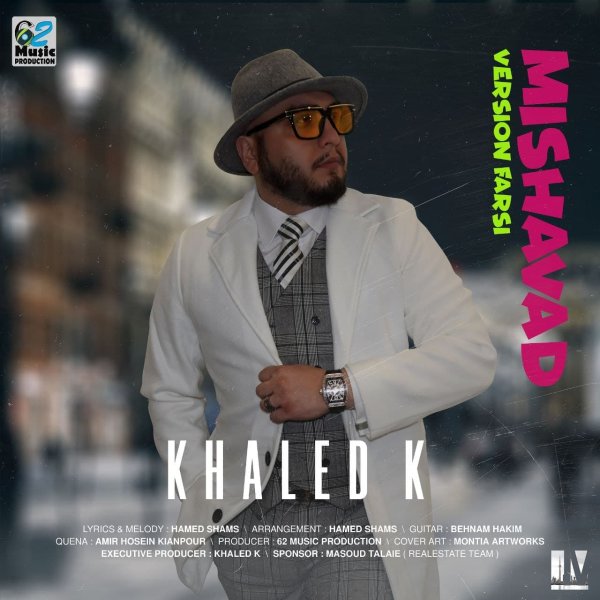 62
Music
PRODUCTION
MISHAVAD
VERSION FARSI
KHALED K
LYRICS & MELODY : HAMED SHAMS \ ARRANGEMENT : HAMED SHAMS \ GUITAR : BEHNAM HAKIM
QUENA : AMIR HOSEIN KIANPOUR \ PRODUCER : 62 MUSIC PRODUCTION \ COVER ART : MONTIA ARTWORKS
EXECUTIVE PRODUCER : KHALED K \ SPONSOR : MASOUD TALAIE ( REALESTATE TEAM )